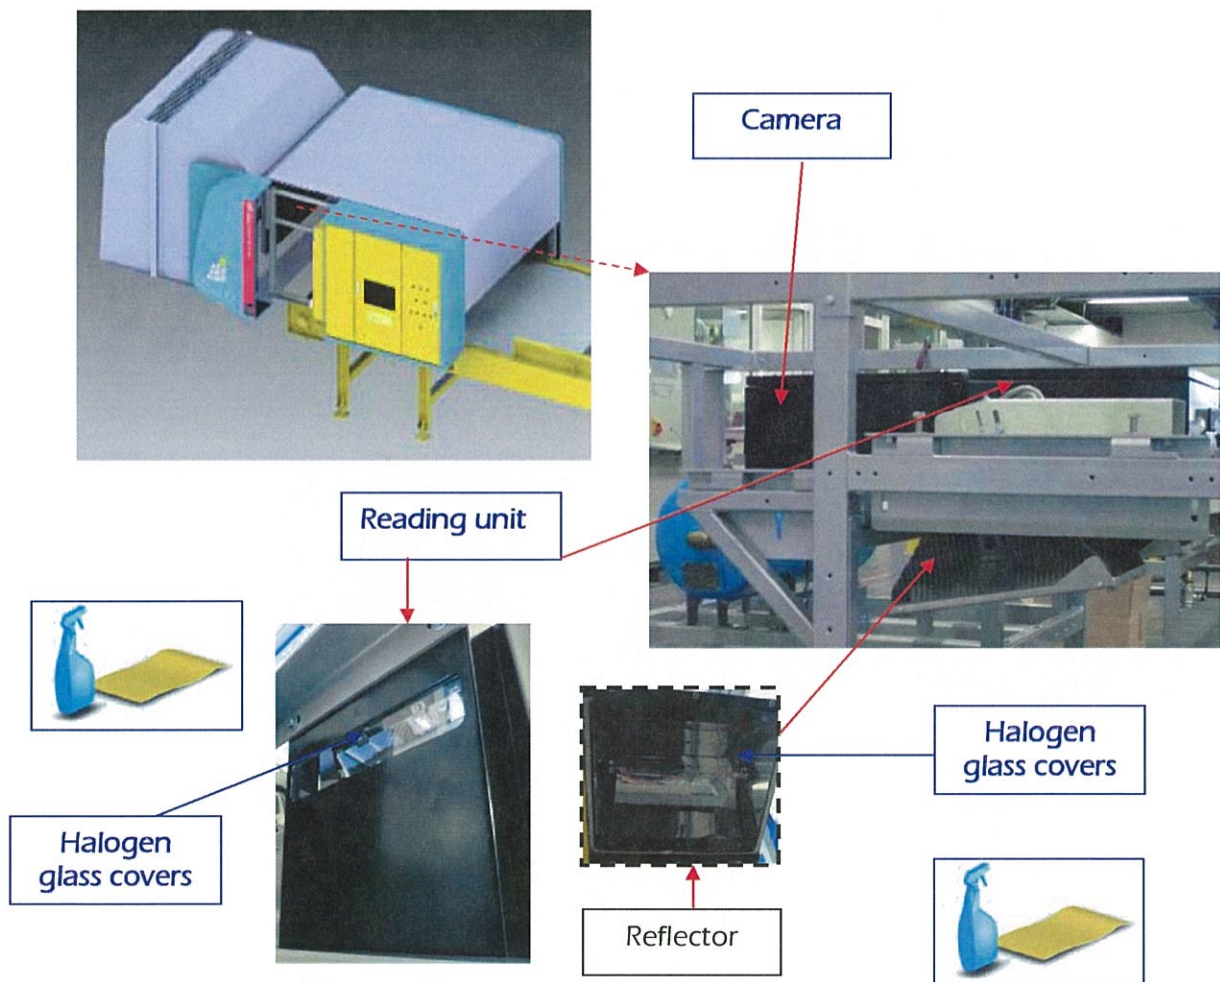 Camera
Reading unit
Halogen
glass covers
Halogen
glass covers
Reflector